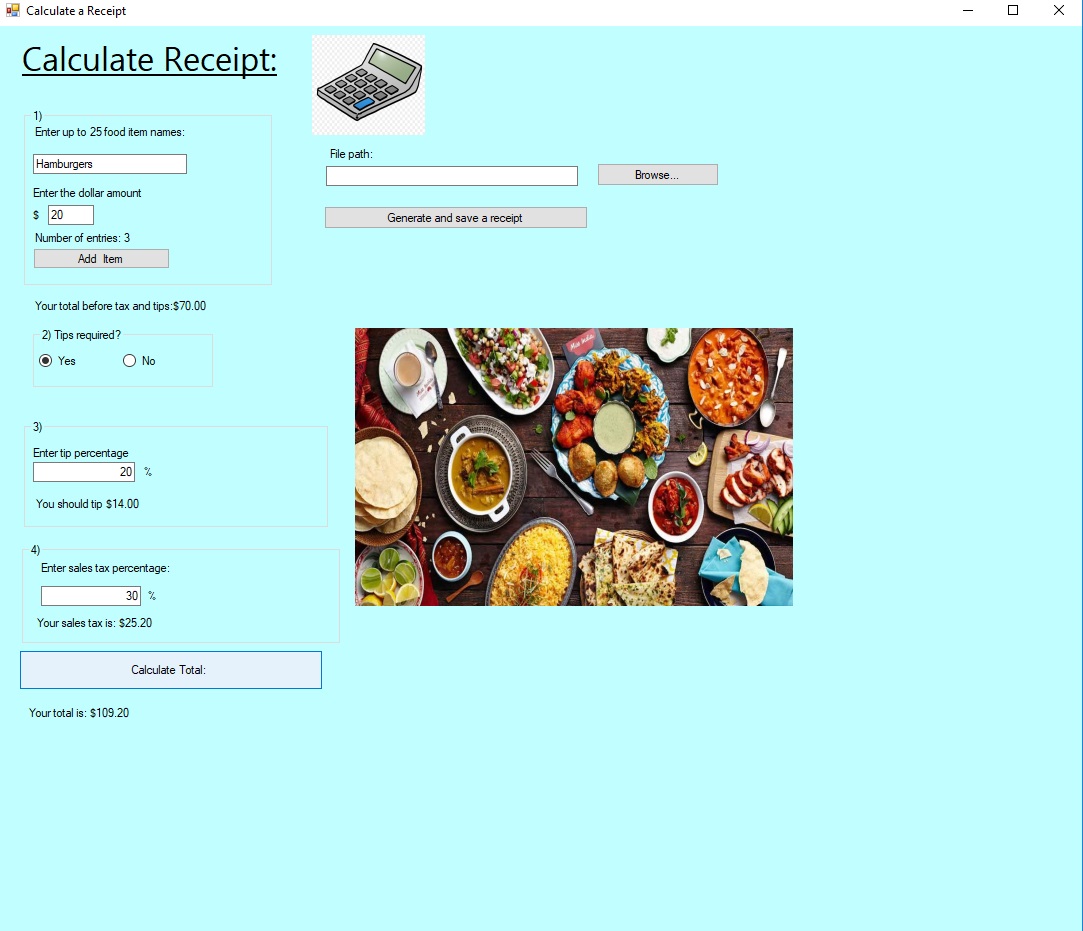 Calculate a Receipt
Calculate Receipt:
1)
Enter up to 25 food item names:
Hamburgers
Enter the dollar amount
$ 20
Number of entries: 3
Add Item
Your total before tax and tips:$70.00
2) Tips required?
Yes No
3)
Enter tip percentage
20 %
You should tip $14.00
4)
Enter sales tax percentage:
30 %
Your sales tax is: $25.20
Calculate Total:
Your total is: $109.20
File path:
Browse...
Generate and save a receipt